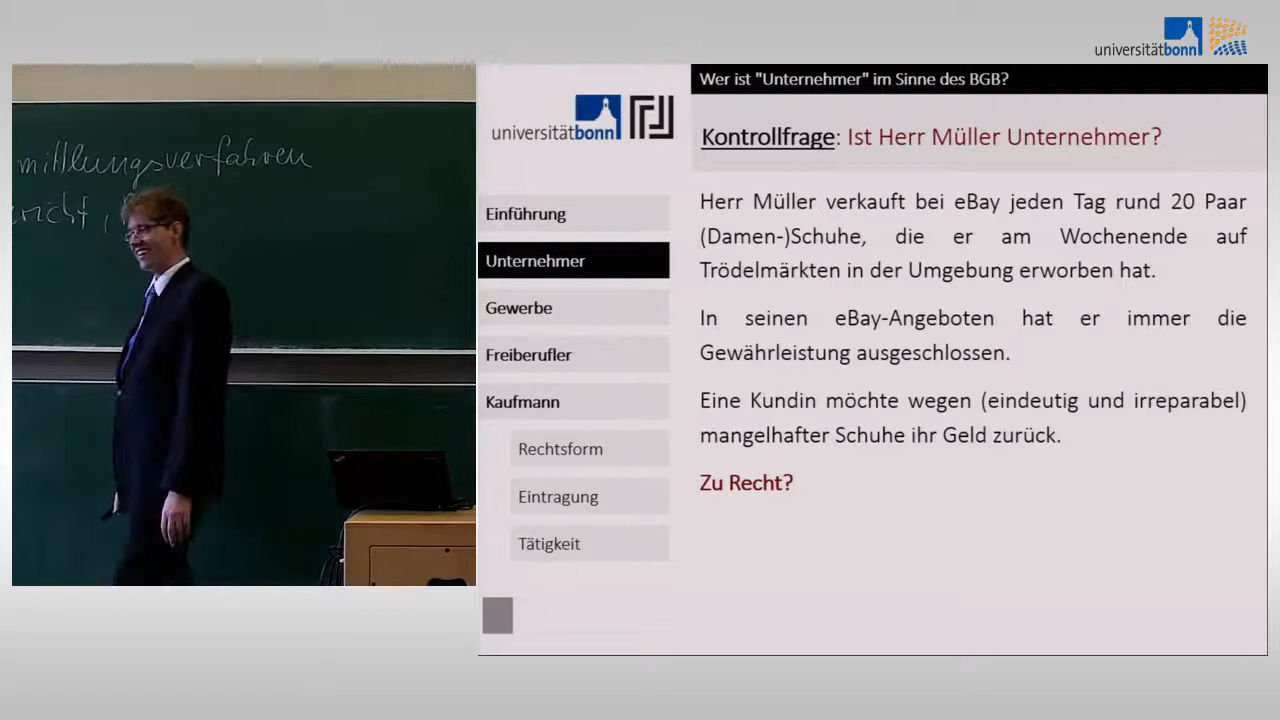 universitätbonn
mittlungsverfahren
richt,
universitätbonn
Einführung
Unternehmer
Gewerbe
Freiberufler
Kaufmann
Rechtsform
Eintragung
Tätigkeit
Wer ist "Unternehmer" im Sinne des BGB?
Kontrollfrage: Ist Herr Müller Unternehmer?
Herr Müller verkauft bei eBay jeden Tag rund 20 Paar
(Damen-)Schuhe, die er am Wochenende auf
Trödelmärkten in der Umgebung erworben hat.
In seinen eBay-Angeboten hat er immer die
Gewährleistung ausgeschlossen.
Eine Kundin möchte wegen (eindeutig und irreparabel)
mangelhafter Schuhe ihr Geld zurück.
Zu Recht?